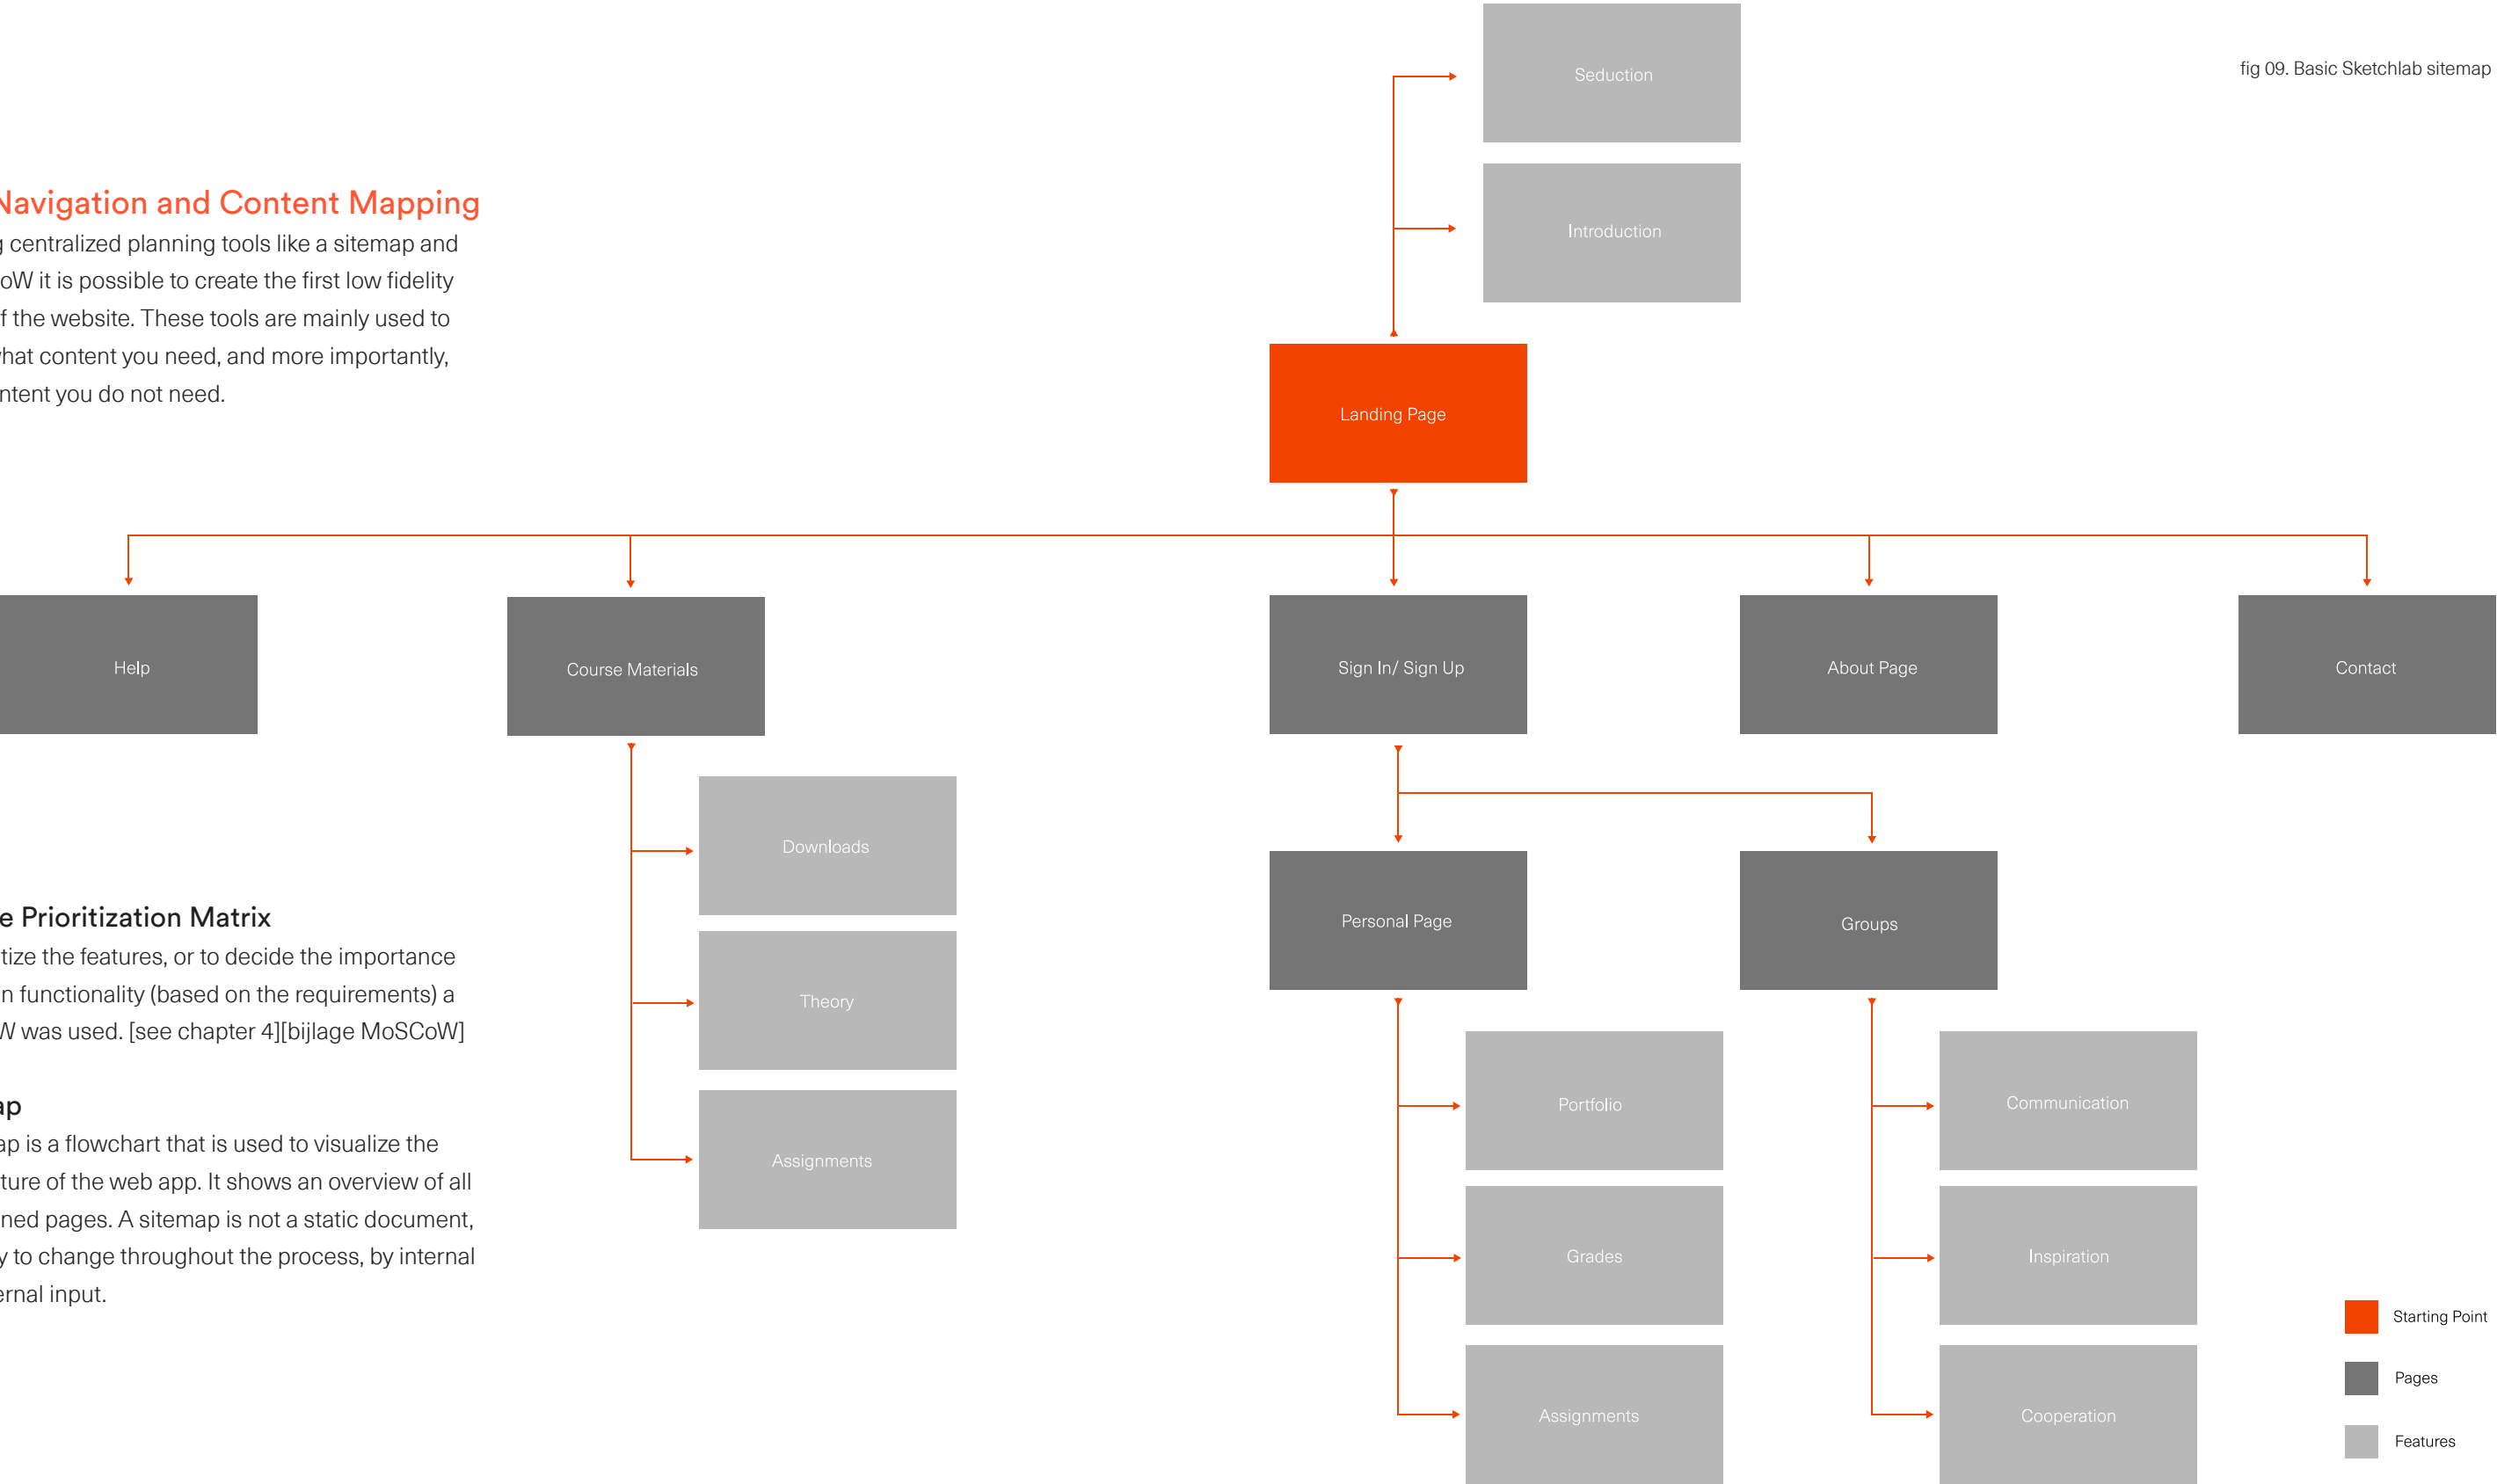 fig 09. Basic Sketchlab sitemap
Seduction
Introduction
Navigation and Content Mapping
g centralized planning tools like a sitemap and
oW it is possible to create the first low fidelity
f the website. These tools are mainly used to
hat content you need, and more importantly,
ntent you do not need.
Landing Page
Help
Course Materials
Sign In/ Sign Up
About Page
Contact
Downloads
Theory
Assignments
Personal Page
Groups
e Prioritization Matrix
tize the features, or to decide the importance
n functionality (based on the requirements) a
W was used. [see chapter 4][bijlage MoSCoW]
ap
ap is a flowchart that is used to visualize the
ture of the web app. It shows an overview of all
ned pages. A sitemap is not a static document,
y to change throughout the process, by internal
ernal input.
Portfolio
Grades
Assignments
Communication
Inspiration
Cooperation
Starting Point
Pages
Features